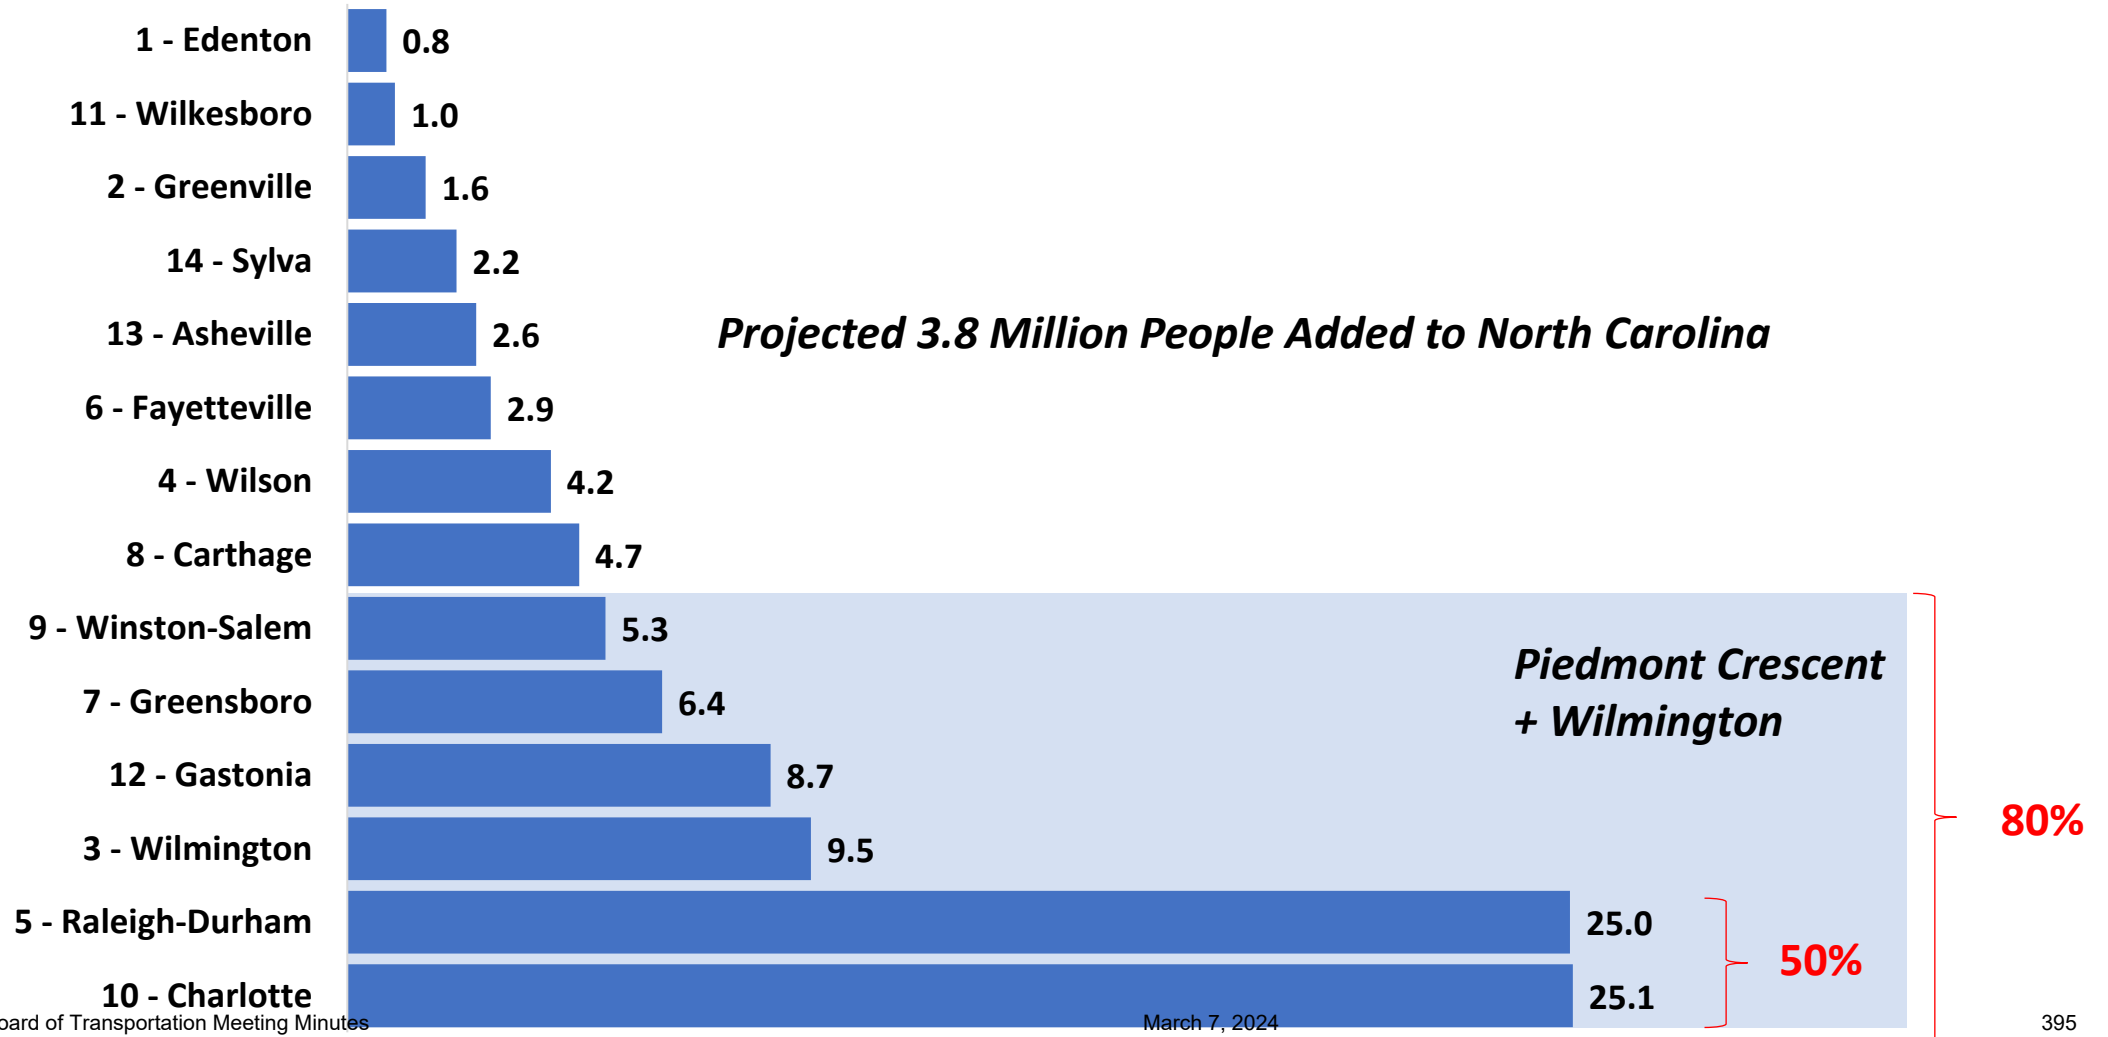 1 - Edenton 0.8
11 - Wilkesboro 1.0
2 - Greenville 1.6
14 - Sylva 2.2
13 - Asheville 2.6
Projected 3.8 Million People Added to North Carolina
6 - Fayetteville 2.9
4 - Wilson 4.2
8 - Carthage 4.7
9 - Winston-Salem 5.3
Piedmont Crescent
+ Wilmington
7 - Greensboro 6.4
12 - Gastonia 8.7
80%
3 - Wilmington 9.5
5 - Raleigh-Durham 25.0
50%
10 - Charlotte 25.1
oard of Transportation Meeting Minutes March 7, 2024 395